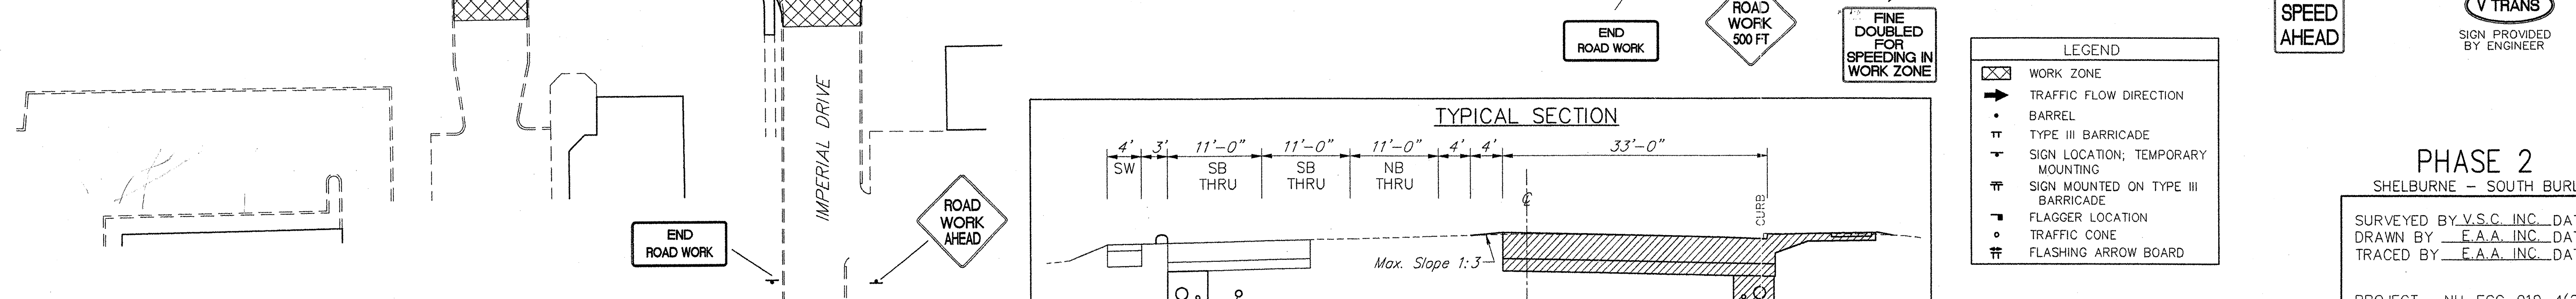 IMPERIAL DRIVE
END
ROAD WORK
ROAD
WORK
AHEAD
END
ROAD WORK
ROAD
WORK
500 FT
FINE
DOUBLED
FOR
SPEEDING IN
WORK ZONE
TYPICAL SECTION
4' 3' 11'-0" 11'-0" 11'-0" 4' 4' 33'-0"
SW SB SB NB
THRU THRU THRU
CURB
Max. Slope 1:3
LEGEND
WORK ZONE
TRAFFIC FLOW DIRECTION
BARREL
TYPE III BARRICADE
SIGN LOCATION; TEMPORARY
MOUNTING
SIGN MOUNTED ON TYPE III
BARRICADE
FLAGGER LOCATION
TRAFFIC CONE
FLASHING ARROW BOARD
SPEED
AHEAD
V TRANS
SIGN PROVIDED
BY ENGINEER
PHASE 2
SHELBURNE - SOUTH BURL
SURVEYED BY V.S.C. INC. DAT
DRAWN BY E.A.A. INC. DAT
TRACED BY E.A.A. INC. DAT